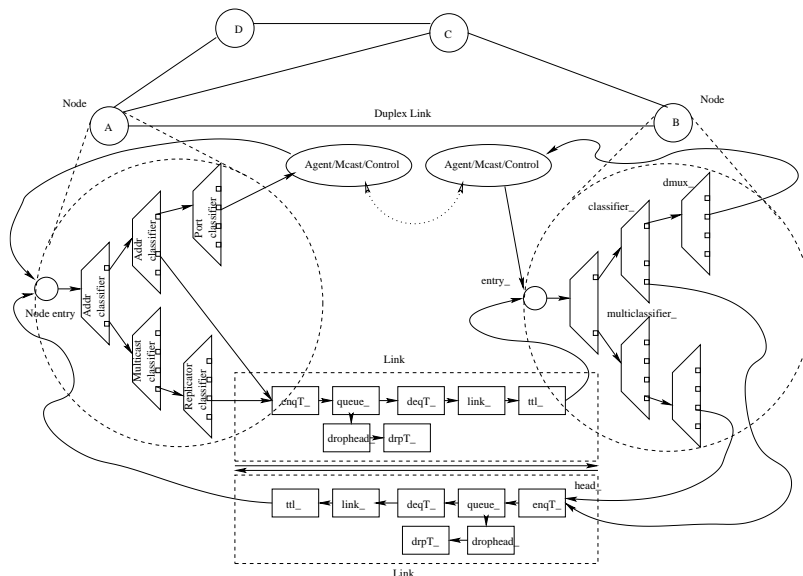 D
C
Node
Node
A
Duplex Link
B
Agent/Mcast/Control
Agent/Mcast/Control
dmux_
classifier_
Port
classifier
Addr
classifier
Addr
classifier
entry_
Node entry
multiclassifier_
Multicast
classifier
Replicator
classifier
Link
enqT_
queue_
deqT_
link_
ttl_
drophead_
drpT_
head_
ttl_
link_
deqT_
queue_
enqT_
drpT_
drophead_
Link